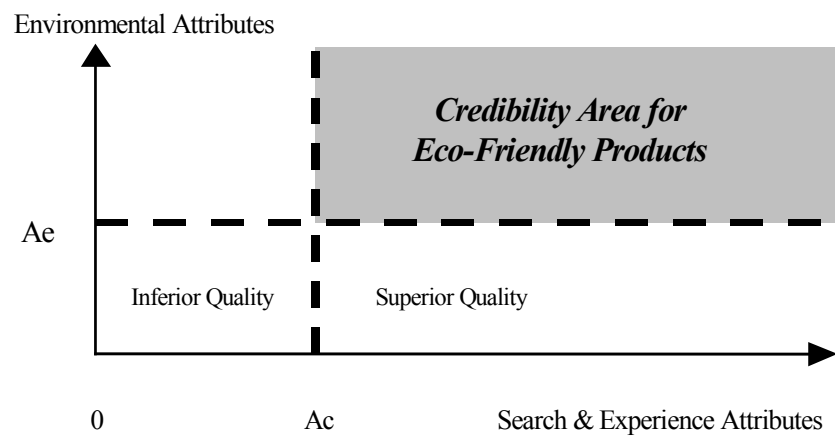 Environmental Attributes
Credibility Area for
Eco-Friendly Products
Ae
Inferior Quality
Superior Quality
0
Ac
Search & Experience Attributes